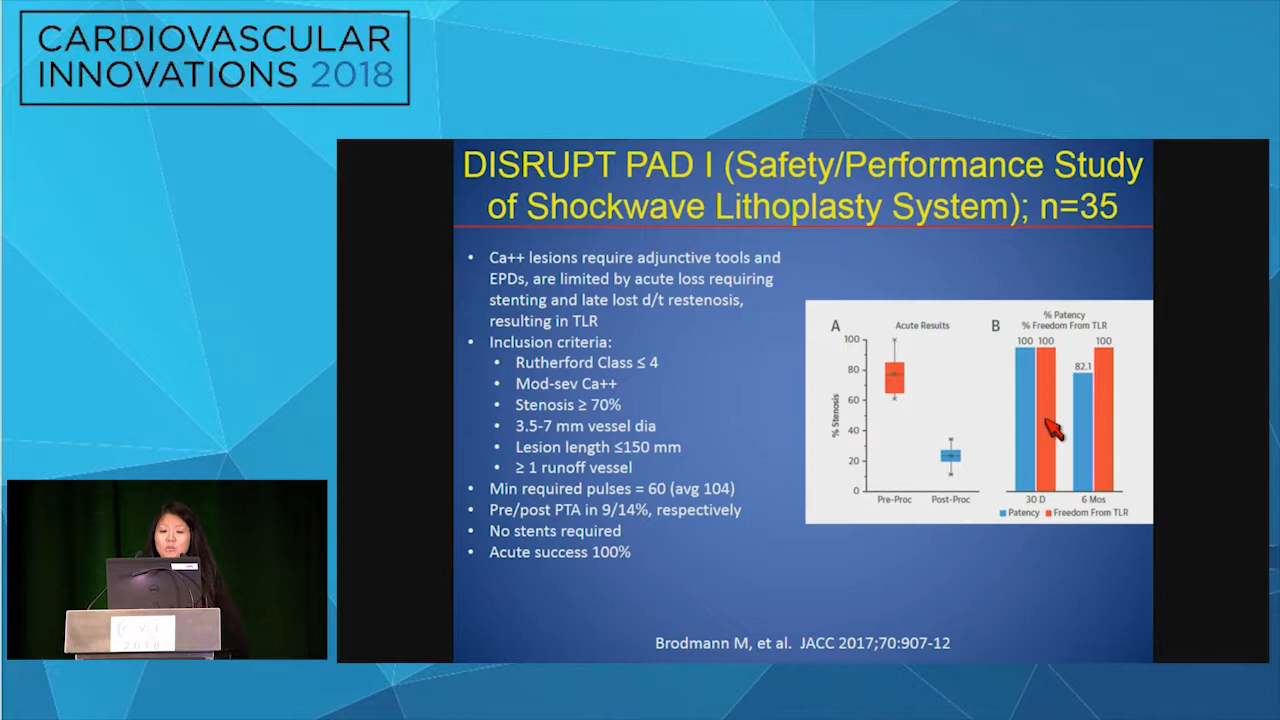 CARDIOVASCULAR
INNOVATIONS 2018
DISRUPT PAD I (Safety/Performance Study
of Shockwave Lithoplasty System); n=35
• Ca++ lesions require adjunctive tools and
EPDs, are limited by acute loss requiring
stenting and late lost d/t restenosis,
resulting in TLR
• Inclusion criteria:
• Rutherford Class ≤ 4
• Mod-sev Ca++
• Stenosis ≥ 70%
• 3.5-7 mm vessel dia
• Lesion length ≤150 mm
• ≥ 1 runoff vessel
• Min required pulses = 60 (avg 104)
• Pre/post PTA in 9/14%, respectively
• No stents required
• Acute success 100%
A Acute Results
% Stenosis
100
80
60
40
20
0
Pre-Proc Post-Proc
B % Patency
% Freedom From TLR
100 100 82.1 100
30 D 6 Mos
Patency Freedom From TLR
Brodmann M, et al. JACC 2017;70:907-12
CVI
2018